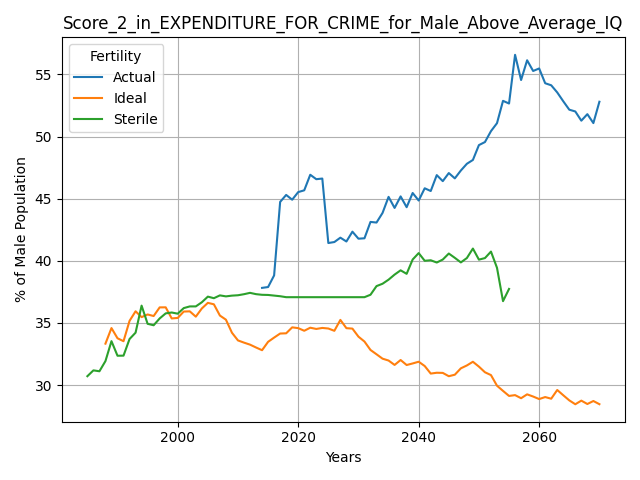 Score_2_in_EXPENDITURE_FOR_CRIME_for_Male_Above_Average_IQ
Fertility
Actual
Ideal
Sterile
% of Male Population
55
50
45
40
35
30
2000 2020 2040 2060
Years